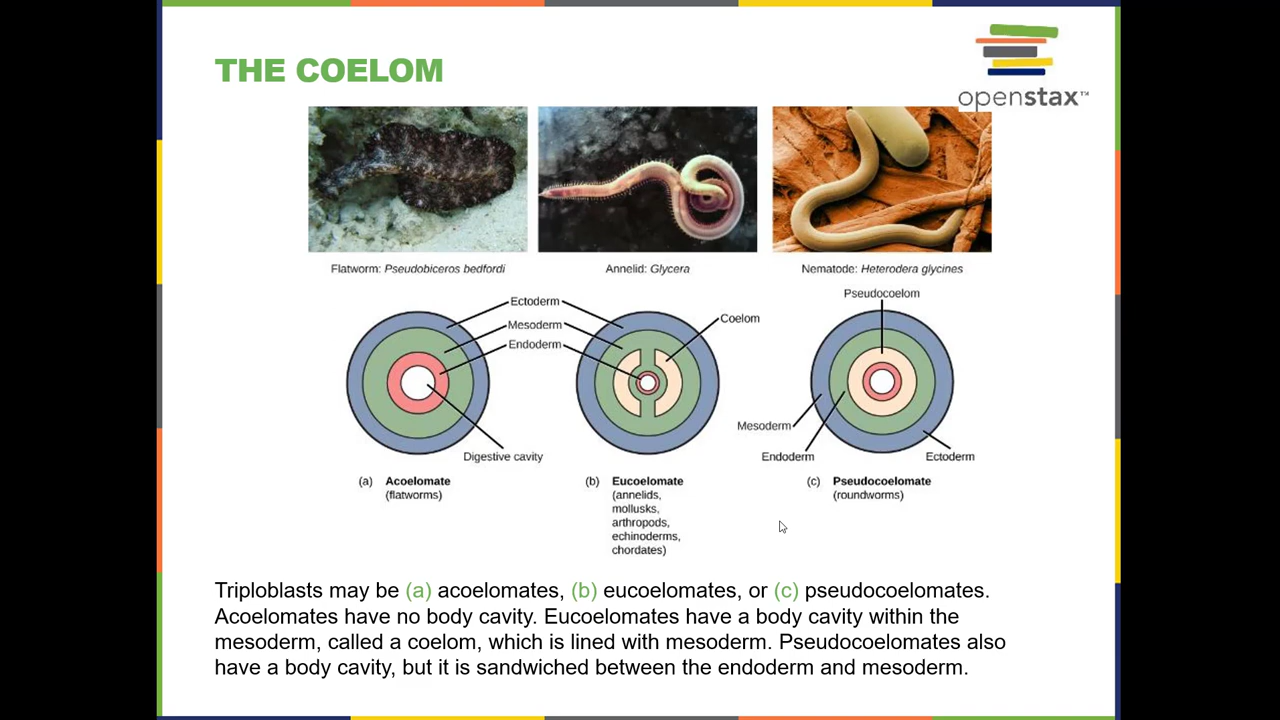 THE COELOM
openstax™
Flatworm: Pseudobiceros bedfordi
Annelid: Glycera
Nematode: Heterodera glycines
Pseudocoelom
Ectoderm
Coelom
Mesoderm
Endoderm
Mesoderm
Digestive cavity
Endoderm
Ectoderm
(a) Acoelomate
(flatworms)
(b) Eucoelomate
(annelids,
mollusks,
arthropods,
echinoderms,
chordates)
(c) Pseudocoelomate
(roundworms)
Triploblasts may be (a) acoelomates, (b) eucoelomates, or (c) pseudocoelomates.
Acoelomates have no body cavity. Eucoelomates have a body cavity within the
mesoderm, called a coelom, which is lined with mesoderm. Pseudocoelomates also
have a body cavity, but it is sandwiched between the endoderm and mesoderm.